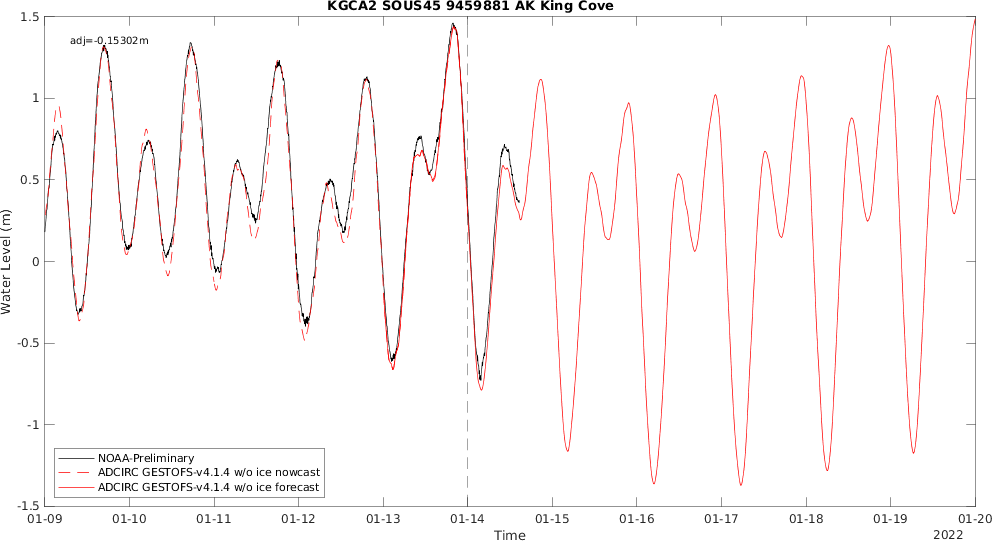 KGCA2 SOUS45 9459881 AK King Cove
adj=-0.15302m
1.5
1
0.5
0
-0.5
-1
-1.5
Water Level (m)
NOAA-Preliminary
ADCIRC GESTOFS-v4.1.4 w/o ice nowcast
ADCIRC GESTOFS-v4.1.4 w/o ice forecast
01-09 01-10 01-11 01-12 01-13 01-14 01-15 01-16 01-17 01-18 01-19 01-20
Time
2022